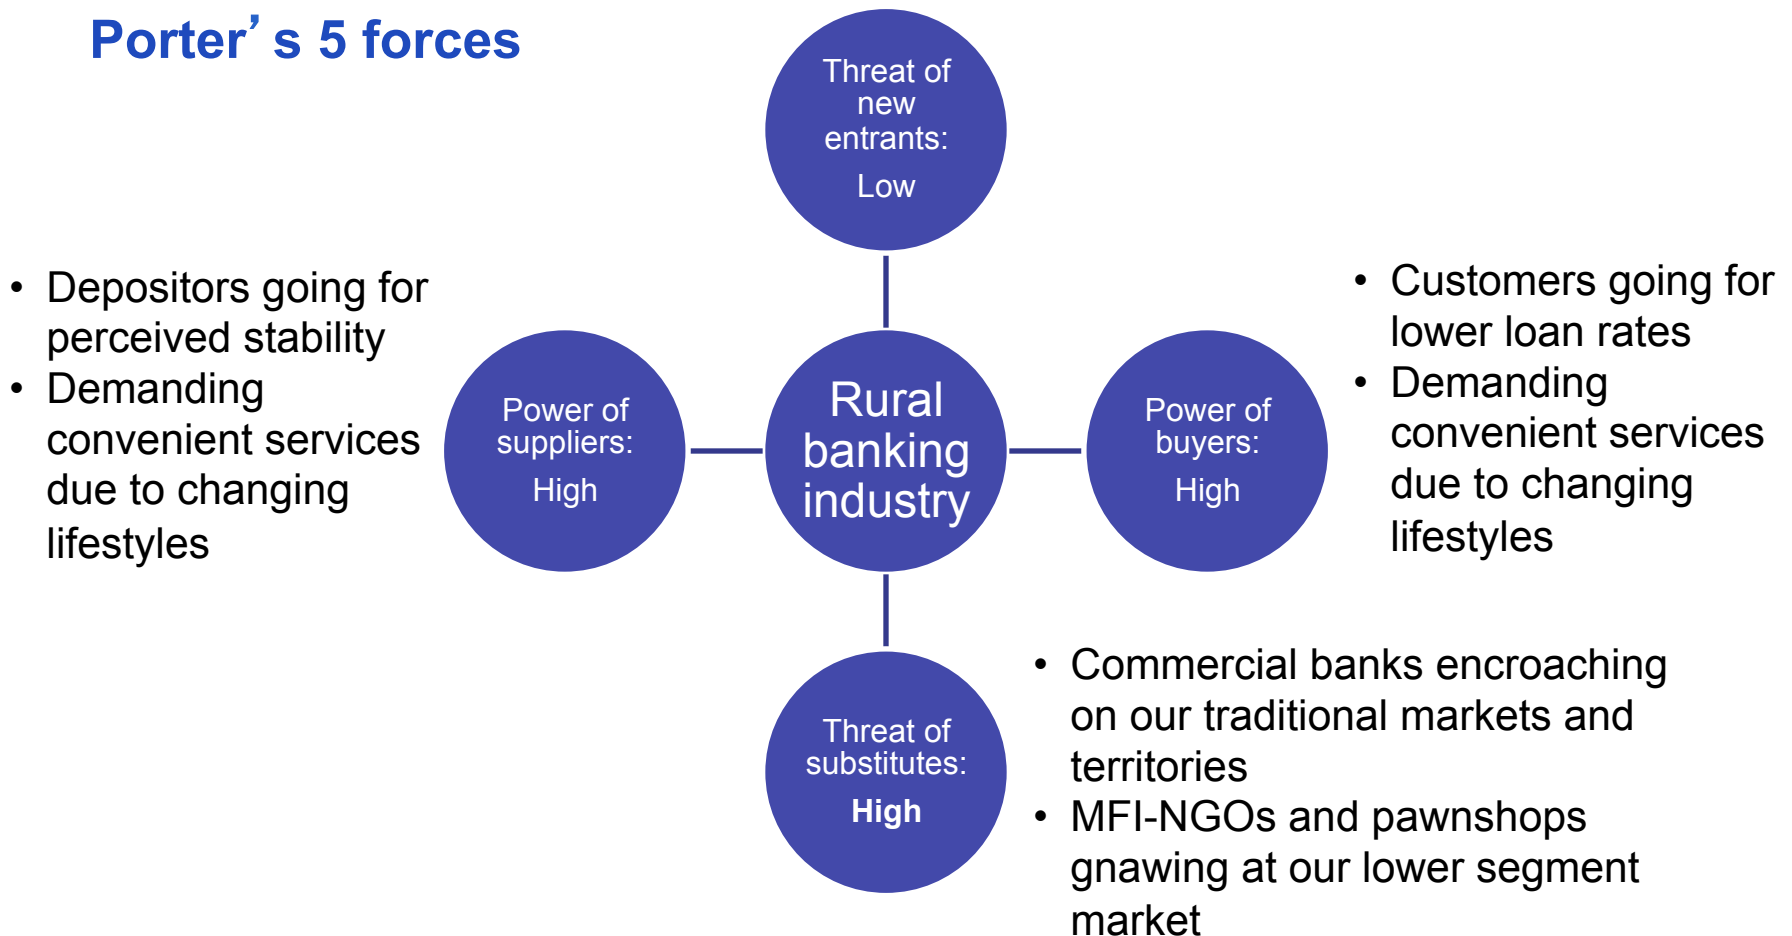 Porter’s 5 forces
Threat of
new
entrants:
Low
• Depositors going for
perceived stability
• Demanding
convenient services
due to changing
lifestyles
Power of
suppliers:
High
Rural
banking
industry
Power of
buyers:
High
• Customers going for
lower loan rates
• Demanding
convenient services
due to changing
lifestyles
Threat of
substitutes:
High
• Commercial banks encroaching
on our traditional markets and
territories
• MFI-NGOs and pawnshops
gnawing at our lower segment
market